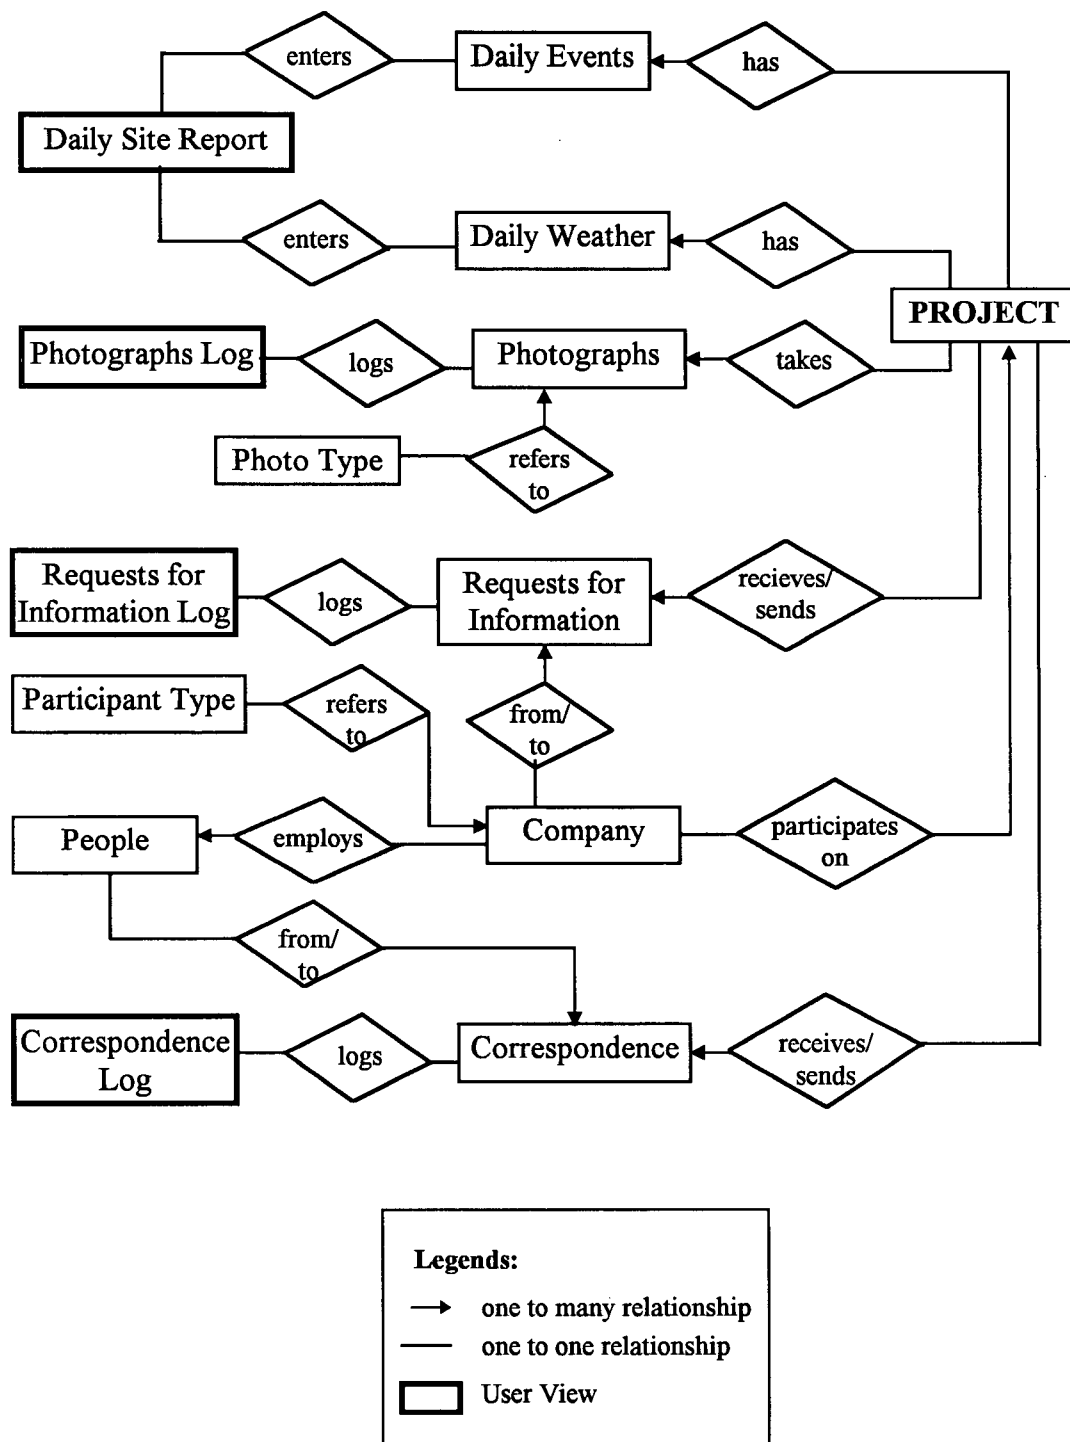 enters
Daily Events
has
Daily Site Report
enters
Daily Weather
has
PROJECT
Photographs Log
logs
Photographs
takes
Photo Type
refers
to
Requests for
Information Log
logs
Requests for
Information
recieves/
sends
Participant Type
refers
to
from/
to
People
employs
Company
participates
on
from/
to
Correspondence
Log
logs
Correspondence
receives/
sends
Legends:
one to many relationship
one to one relationship
User View